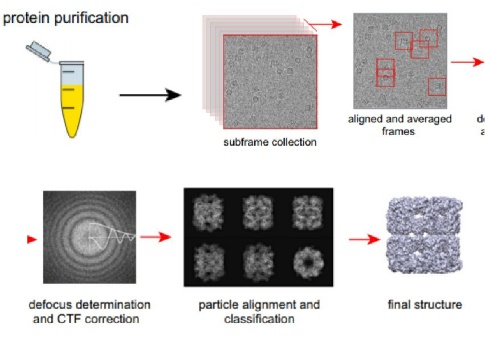 protein purification
subframe collection
aligned and averaged
frames
defocus determination
and CTF correction
particle alignment and
classification
final structure